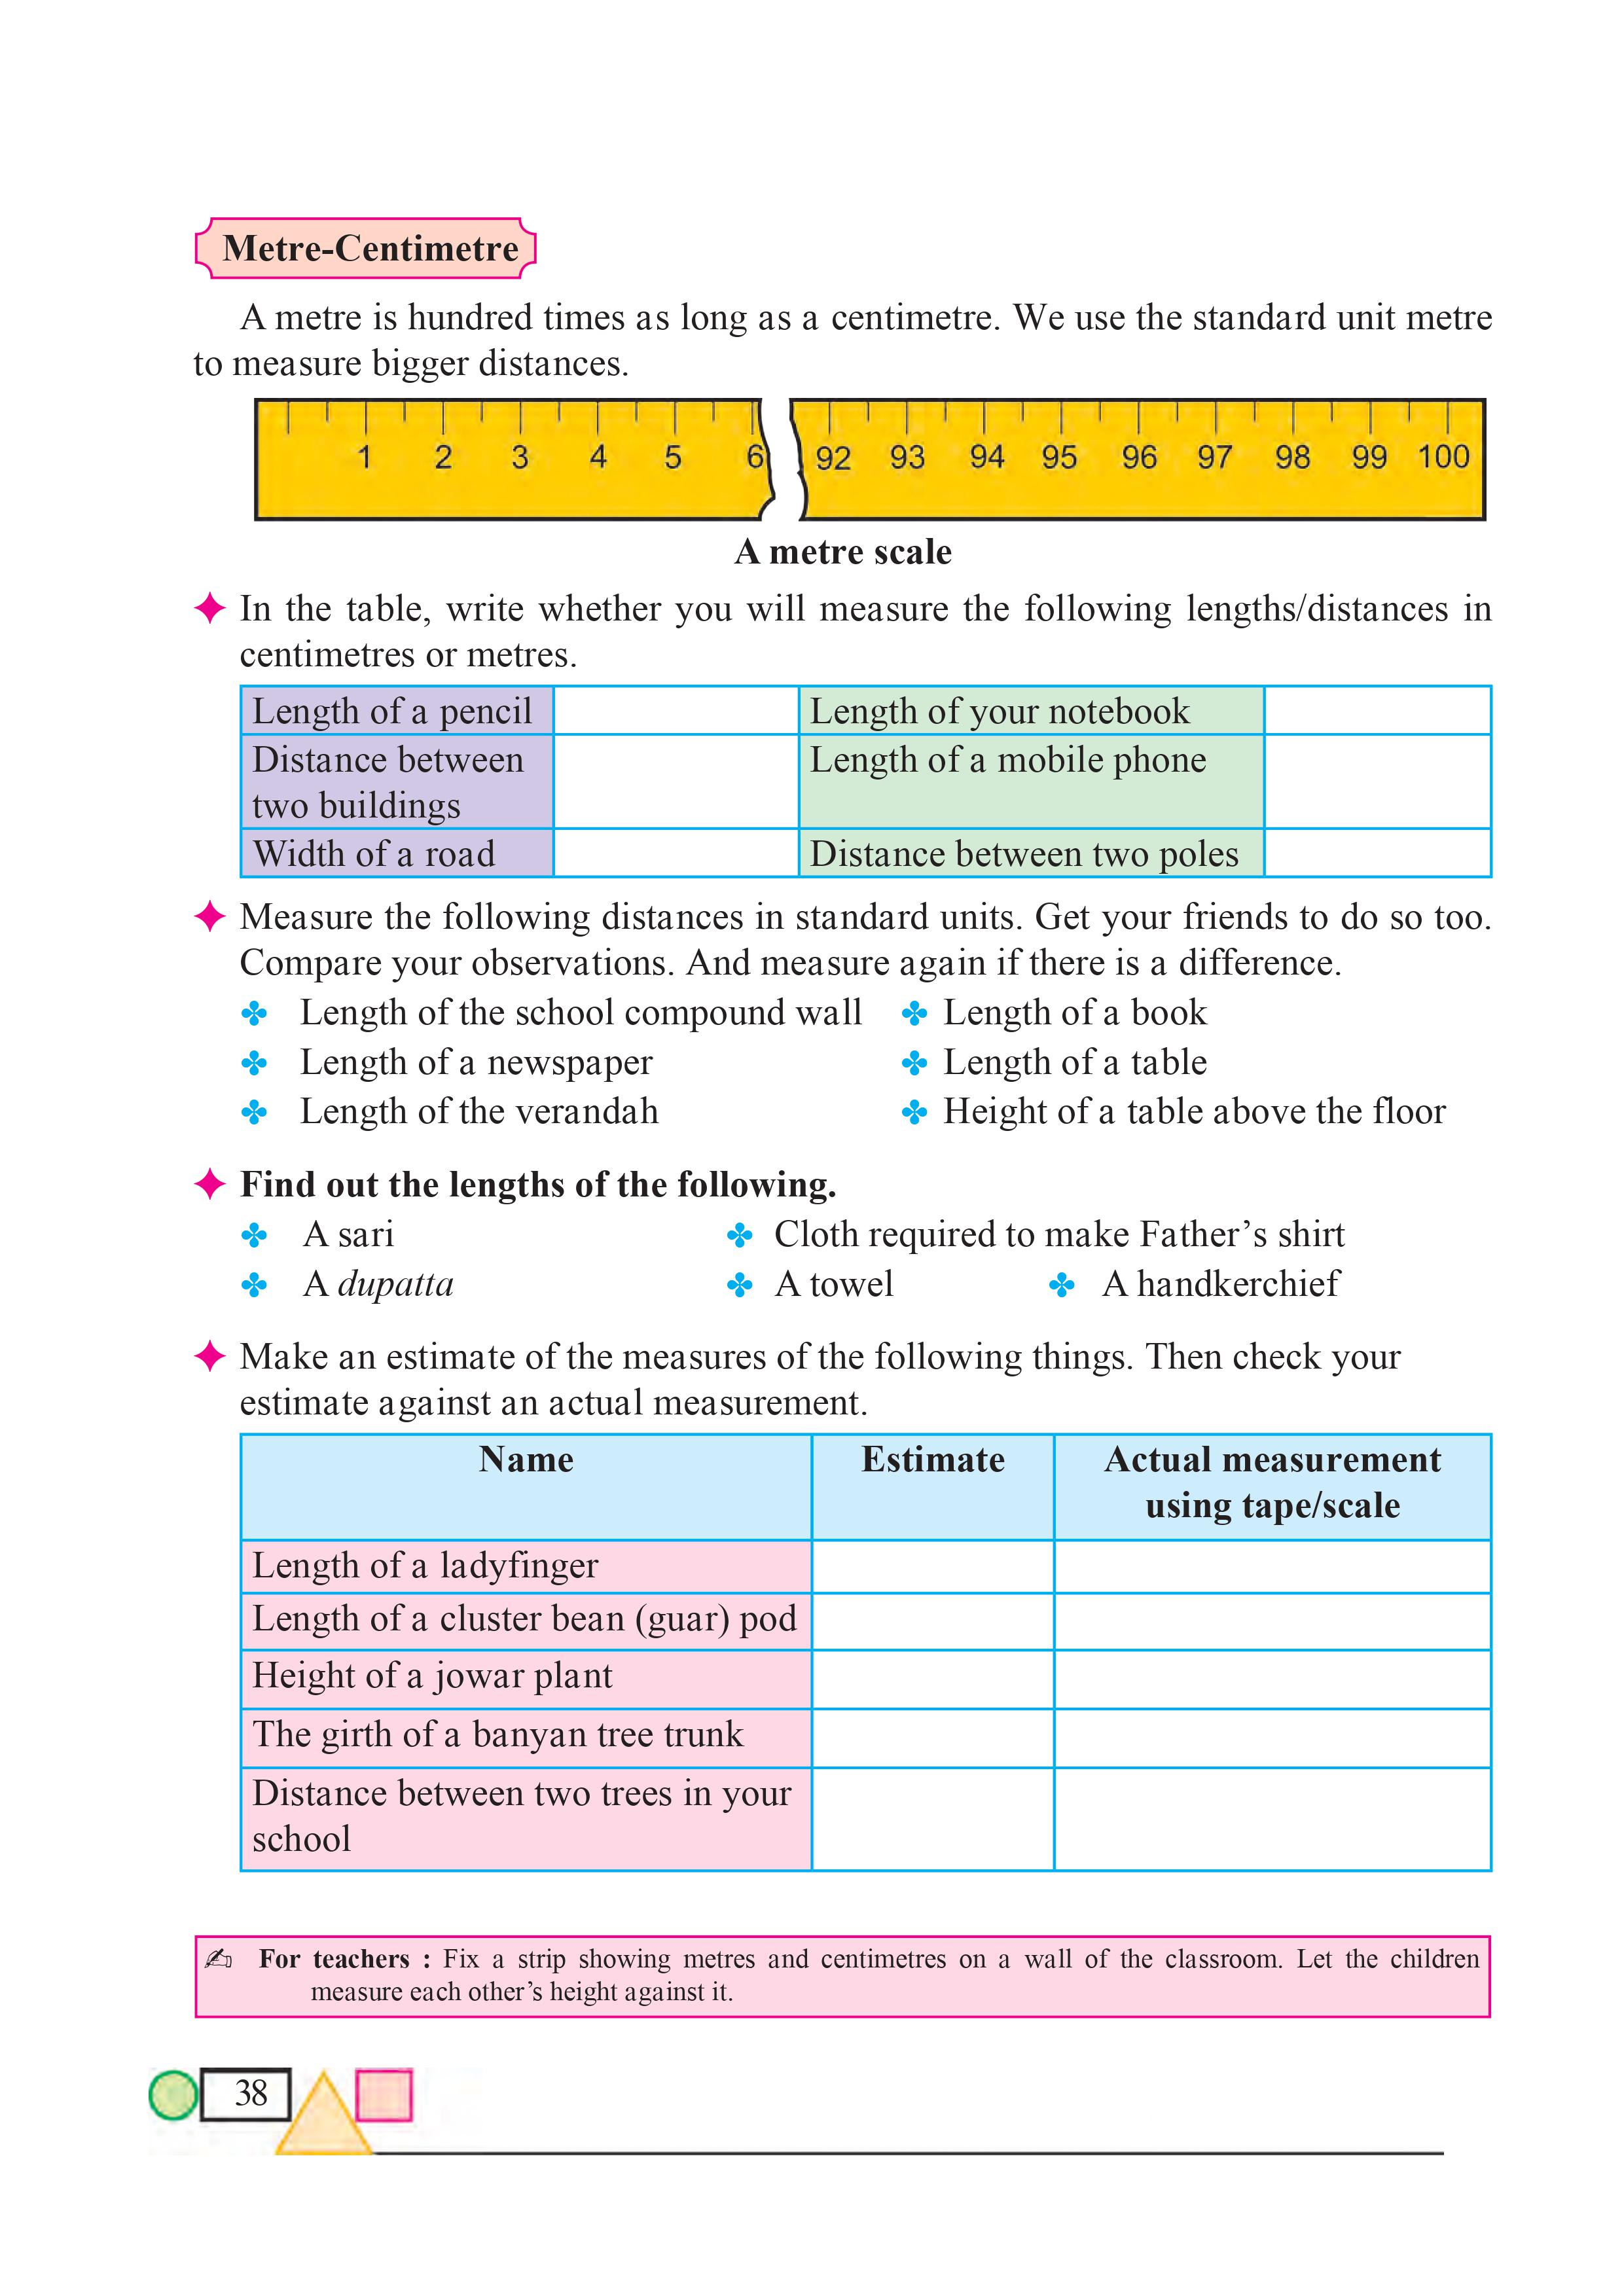 Metre-Centimetre
A metre is hundred times as long as a centimetre. We use the standard unit metre
to measure bigger distances.
1 2 3 4 5 6 92 93 94 95 96 97 98 99 100
A metre scale
In the table, write whether you will measure the following lengths/distances in
centimetres or metres.
Length of a pencil Length of your notebook
Distance between
two buildings
Length of a mobile phone
Width of a road Distance between two poles
Measure the following distances in standard units. Get your friends to do so too.
Compare your observations. And measure again if there is a difference.
Length of the school compound wall Length of a book
Length of a newspaper Length of a table
Length of the verandah Height of a table above the floor
Find out the lengths of the following.
A sari Cloth required to make Father’s shirt
A dupatta A towel A handkerchief
Make an estimate of the measures of the following things. Then check your
estimate against an actual measurement.
Name Estimate Actual measurement
using tape/scale
Length of a ladyfinger
Length of a cluster bean (guar) pod
Height of a jowar plant
The girth of a banyan tree trunk
Distance between two trees in your
school
For teachers : Fix a strip showing metres and centimetres on a wall of the classroom. Let the children
measure each other’s height against it.
38